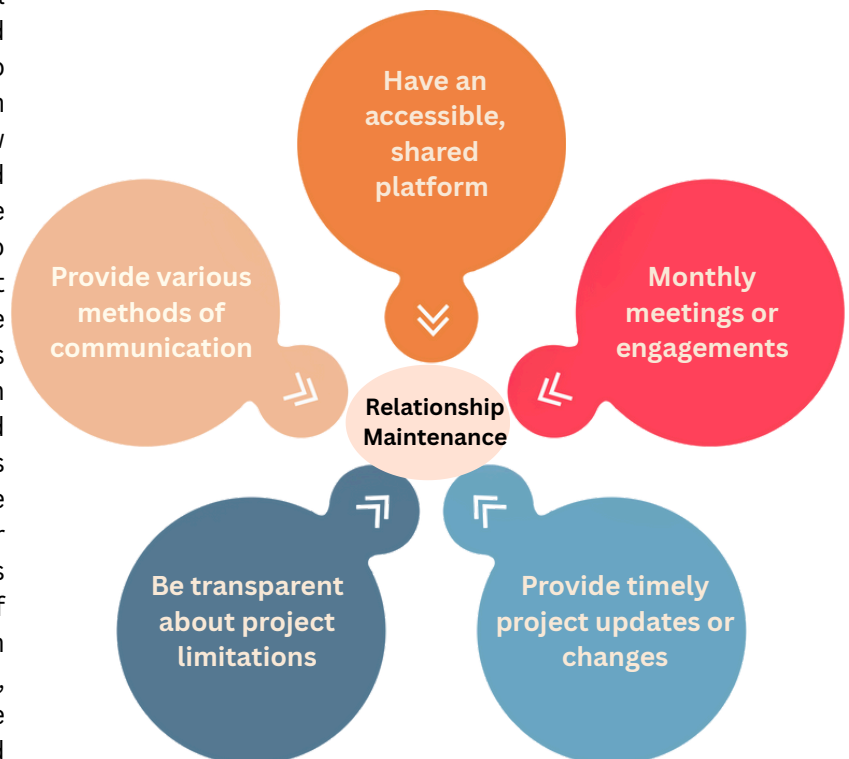 Have an
accessible,
shared
platform
Monthly
meetings or
engagements
Provide timely
project updates or
changes
Be transparent
about project
limitations
Provide various
methods of
communication
Relationship
Maintenance